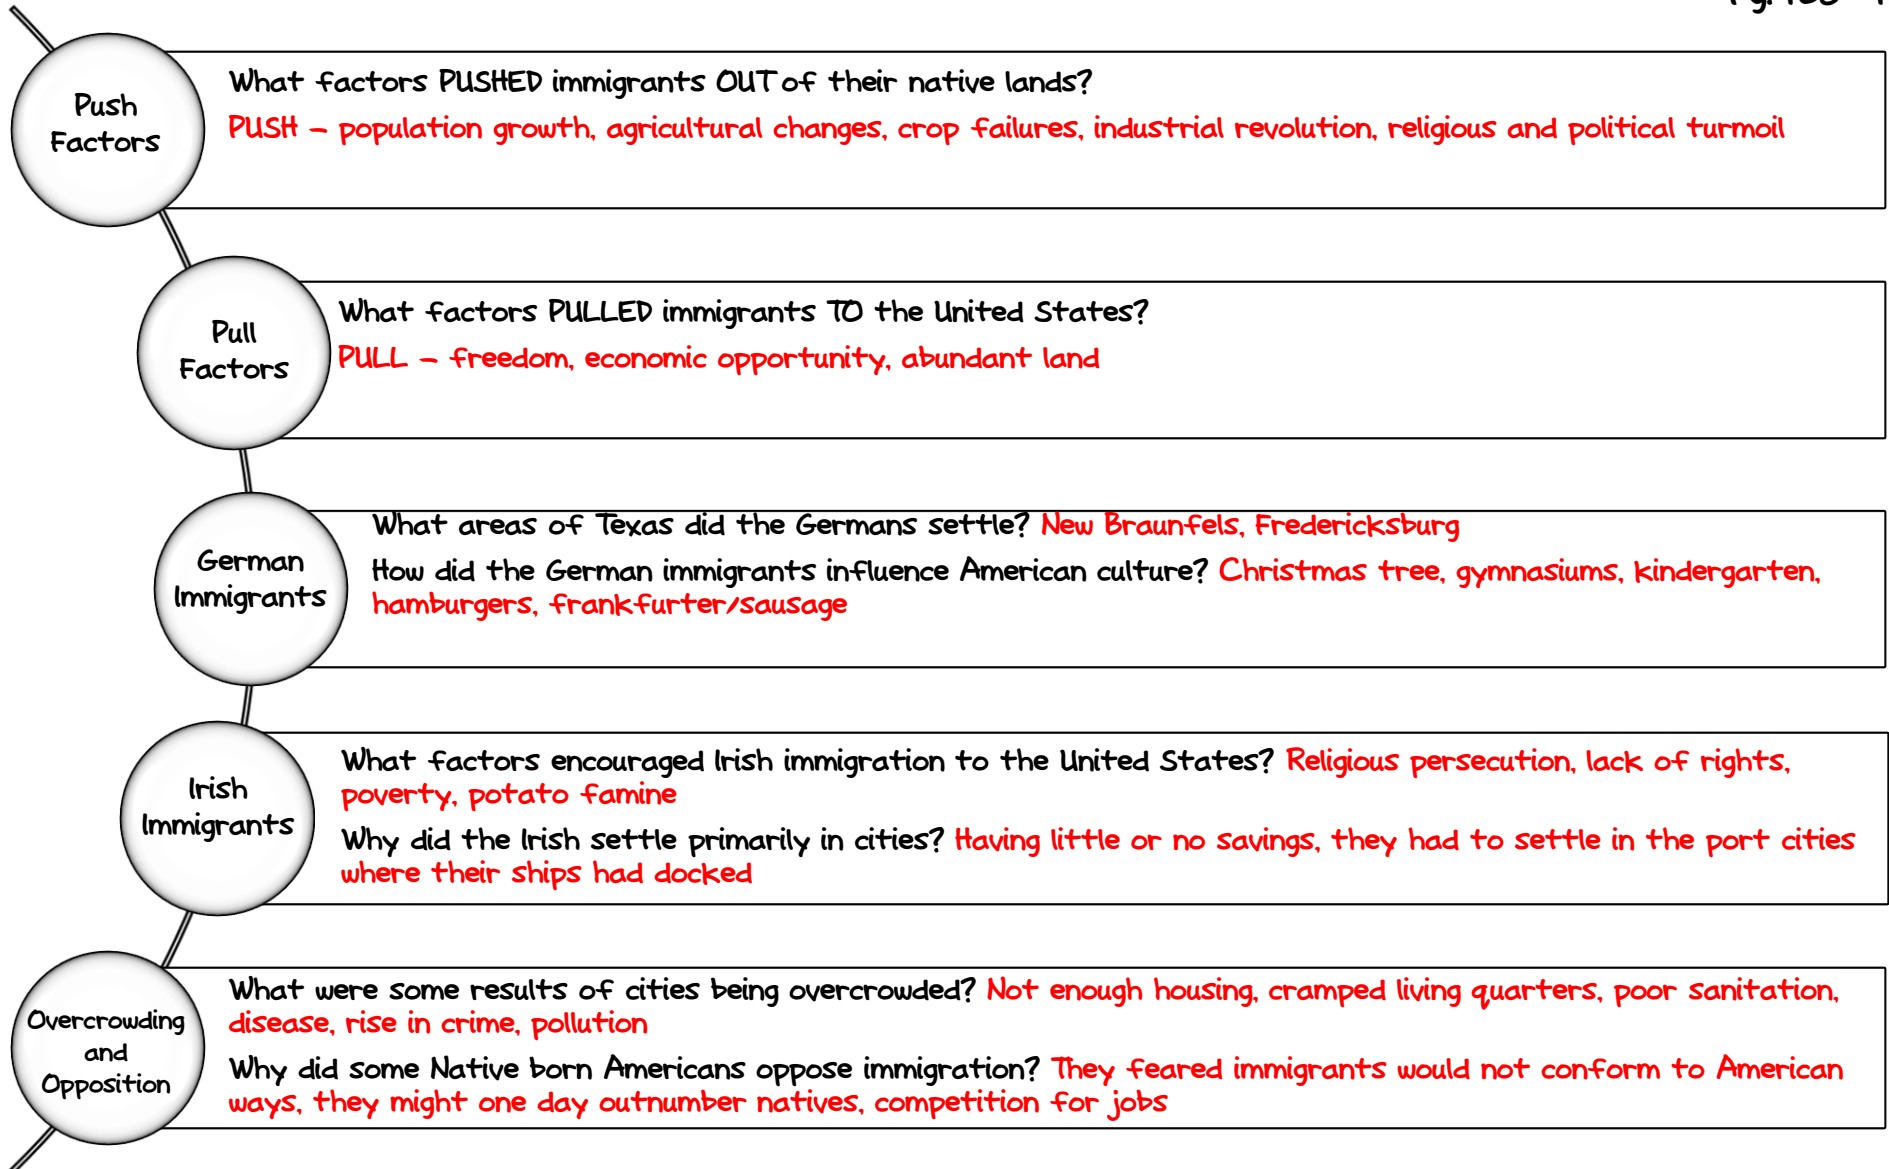 Push
Factors
What factors PUSHED immigrants OUT of their native lands?
PUSH – population growth, agricultural changes, crop failures, industrial revolution, religious and political turmoil
Pull
Factors
What factors PULLED immigrants TO the United States?
PULL – freedom, economic opportunity, abundant land
German
Immigrants
What areas of Texas did the Germans settle? New Braunfels, Fredericksburg
How did the German immigrants influence American culture? Christmas tree, gymnasiums, kindergarten,
hamburgers, frankfurter/sausage
Irish
Immigrants
What factors encouraged Irish immigration to the United States? Religious persecution, lack of rights,
poverty, potato famine
Why did the Irish settle primarily in cities? Having little or no savings, they had to settle in the port cities
where their ships had docked
Overcrowding
and
Opposition
What were some results of cities being overcrowded? Not enough housing, cramped living quarters, poor sanitation,
disease, rise in crime, pollution
Why did some Native born Americans oppose immigration? They feared immigrants would not conform to American
ways, they might one day outnumber natives, competition for jobs